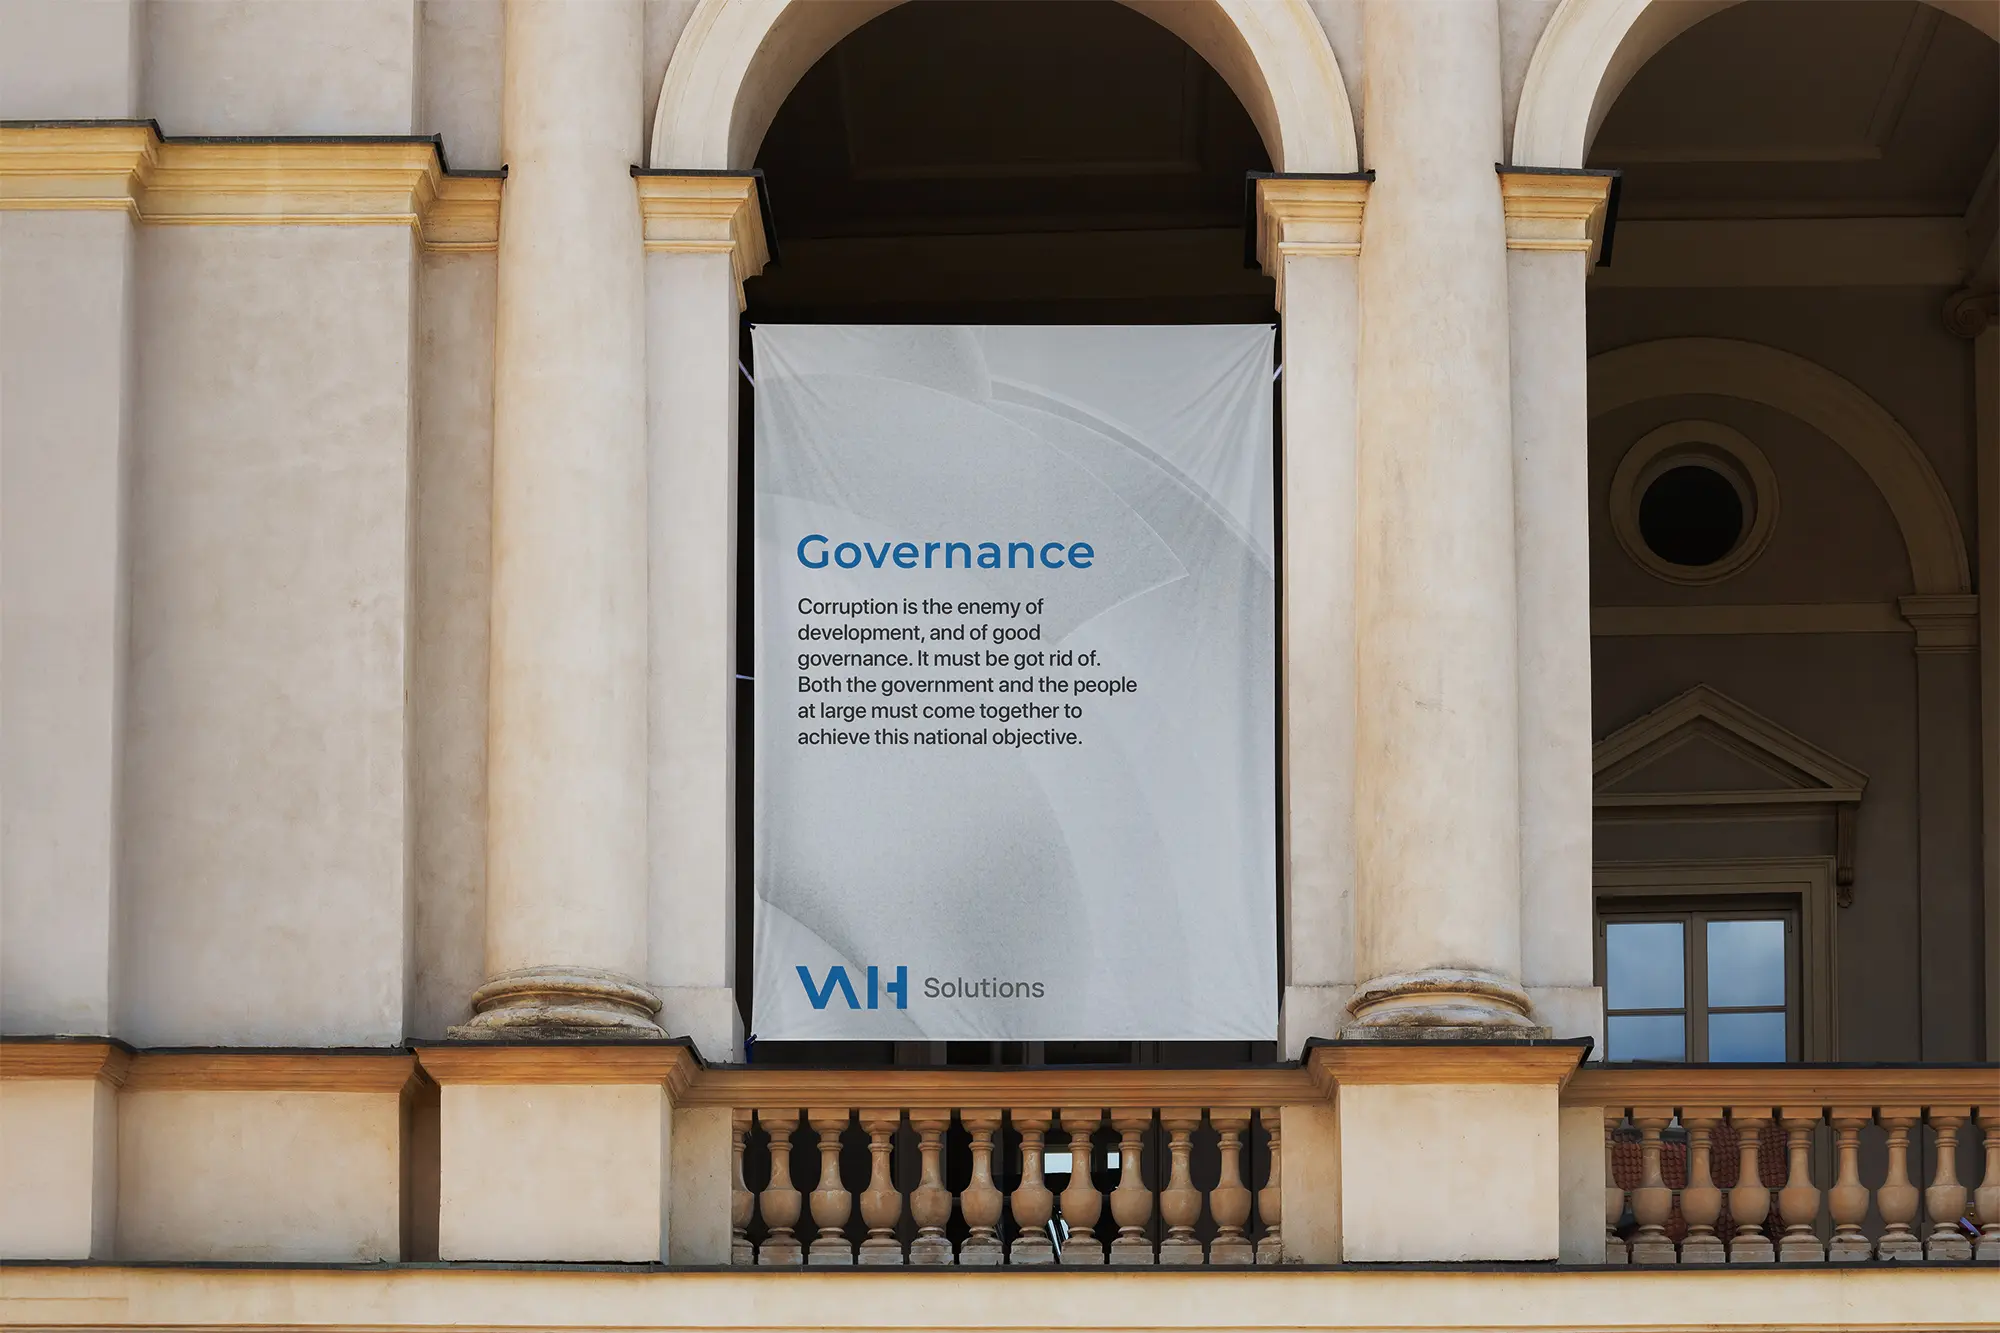 Governance
Corruption is the enemy of
development, and of good
governance. It must be got rid of.
Both the government and the people
at large must come together to
achieve this national objective.
WH Solutions